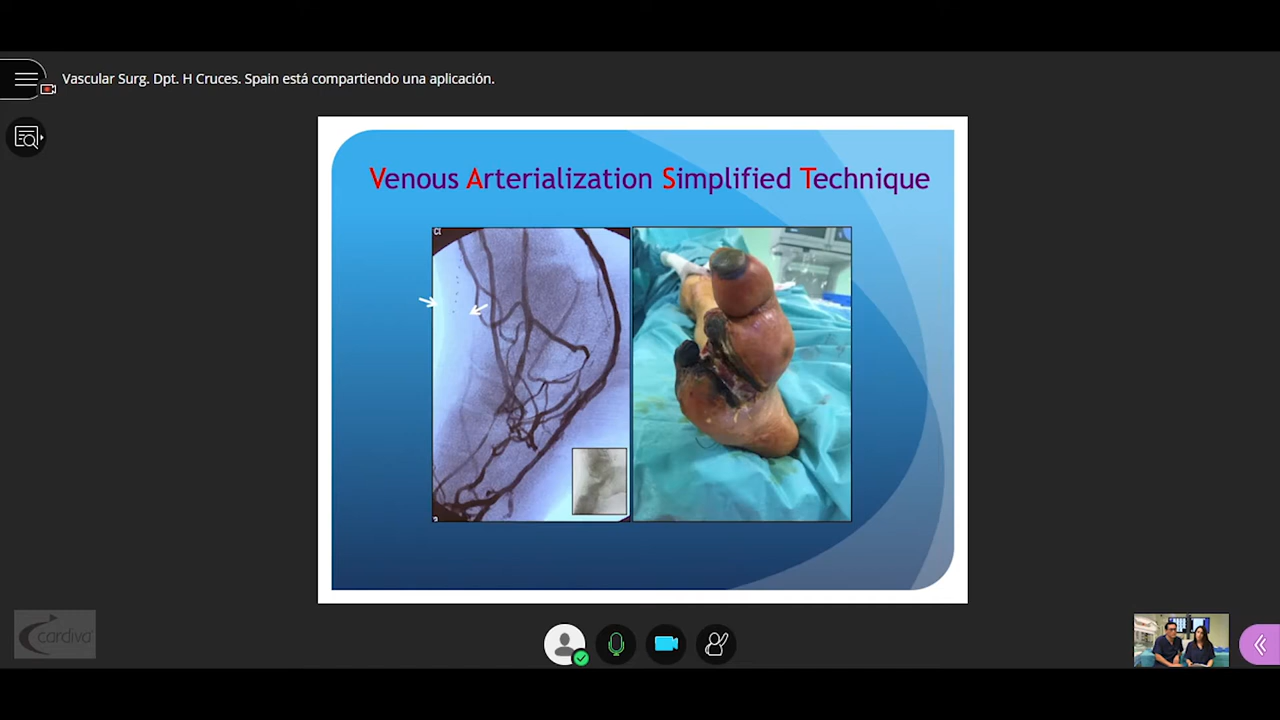 Vascular Surg. Dpt. H Cruces. Spain está compartiendo una aplicación.
Venous Arterialization Simplified Technique
cardiva